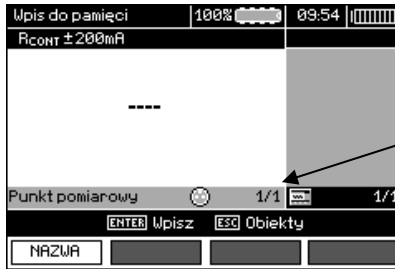 Wpis do pamięci 100% 09:54
RCONT ±200mA
----
Punkt pomiarowy 1/1 1/1
ENTER Wpisz ESC Obiekty
NAZWA